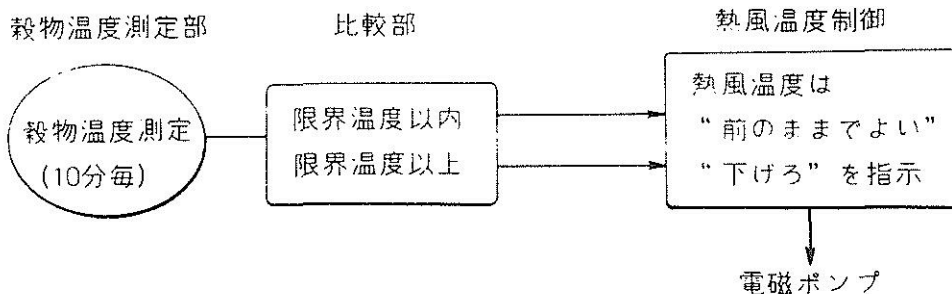 穀物温度測定部
比較部
熱風温度制御
穀物温度測定
(10分毎)
限界温度以内
限界温度以上
熱風温度は
“前のままでよい”
“下げろ”を指示
電磁ポンプ